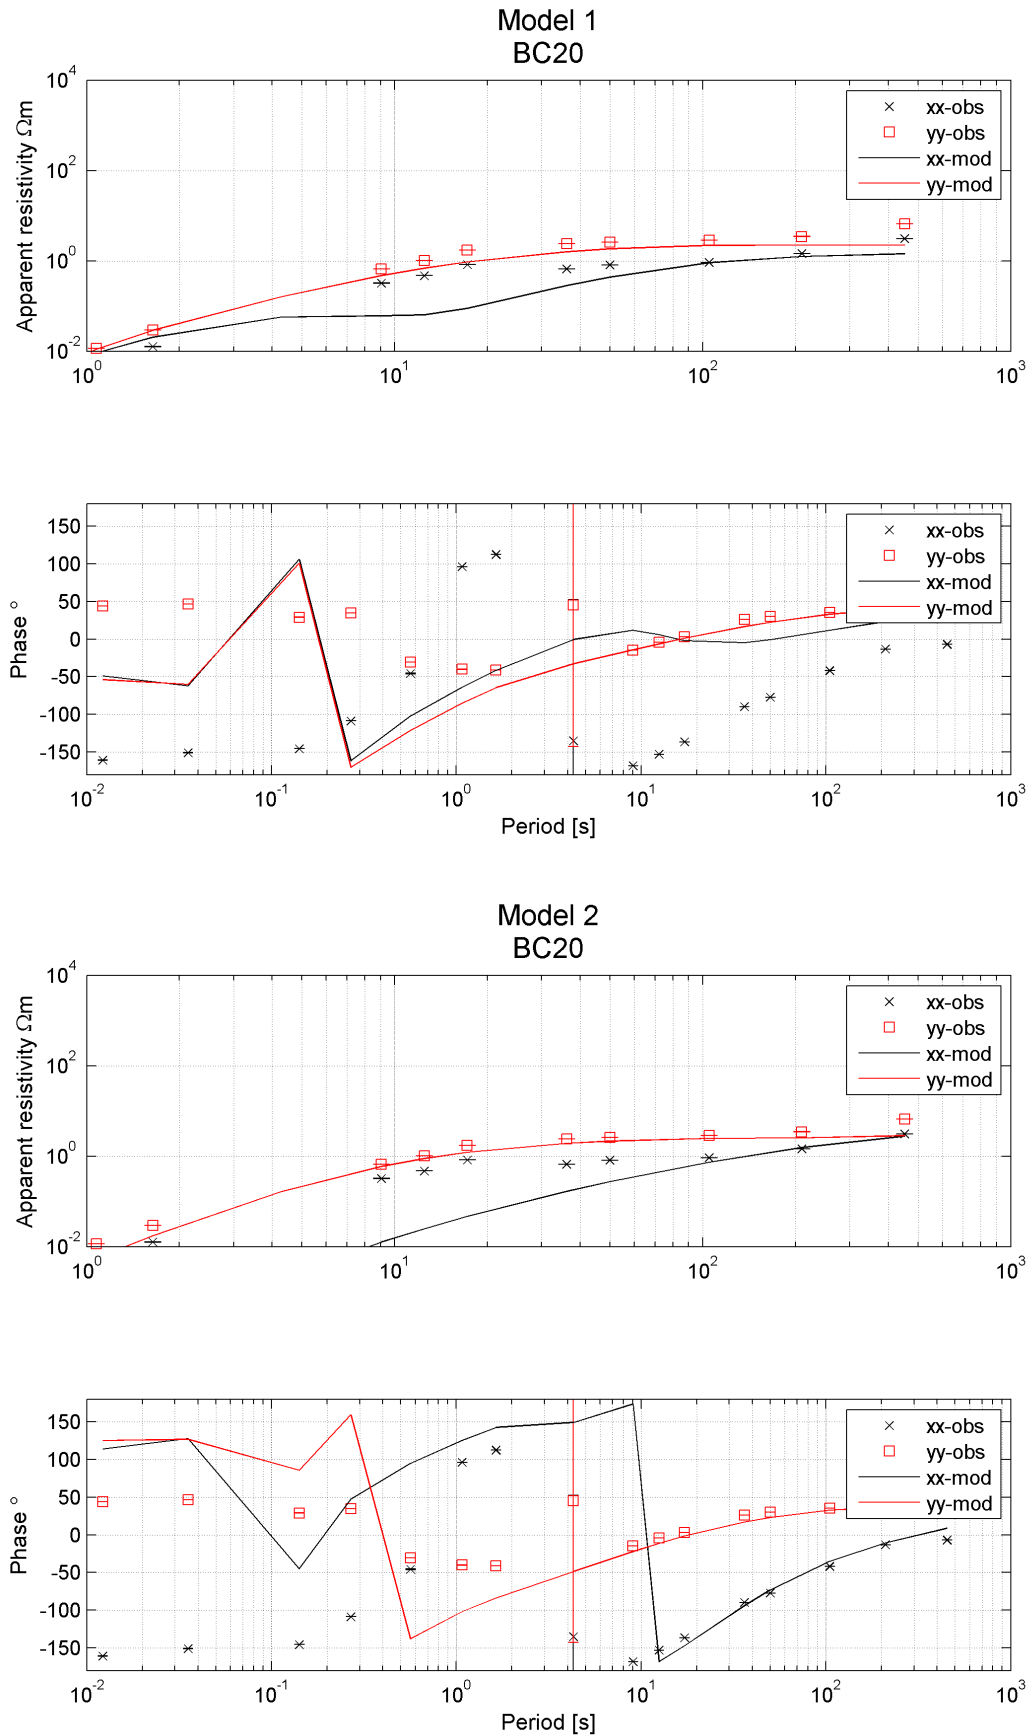 Model 1
BC20
Apparent resistivity Ωm
10^4
10^2
10^0
10^-2
10^0
10^1
10^2
10^3
xx-obs
yy-obs
xx-mod
yy-mod
Phase °
150
100
50
0
-50
-100
-150
10^-2
10^-1
10^0
10^1
10^2
10^3
Period [s]
xx-obs
yy-obs
xx-mod
yy-mod
Model 2
BC20
Apparent resistivity Ωm
10^4
10^2
10^0
10^-2
10^0
10^1
10^2
10^3
xx-obs
yy-obs
xx-mod
yy-mod
Phase °
150
100
50
0
-50
-100
-150
10^-2
10^-1
10^0
10^1
10^2
10^3
Period [s]
xx-obs
yy-obs
xx-mod
yy-mod